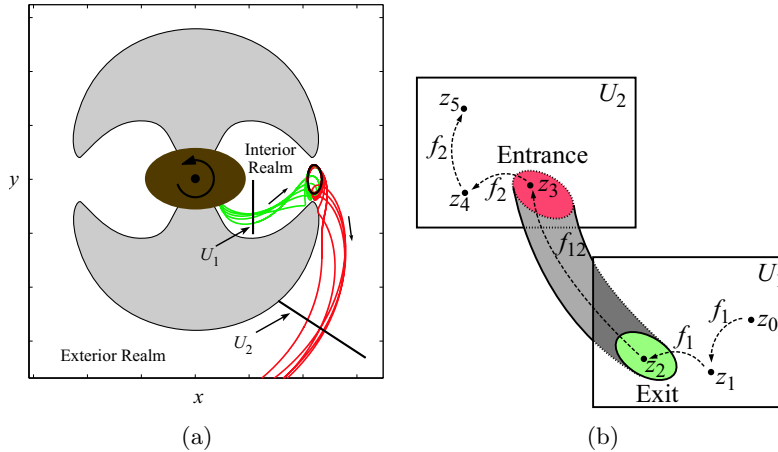 y
Interior
Realm
U₁
U₂
Exterior Realm
x
(a)
U₂
z₅
f₂
Entrance
z₃
f₂
z₄
f₁₂
U₁
f₁
z₀
f₁
z₂
z₁
Exit
(b)